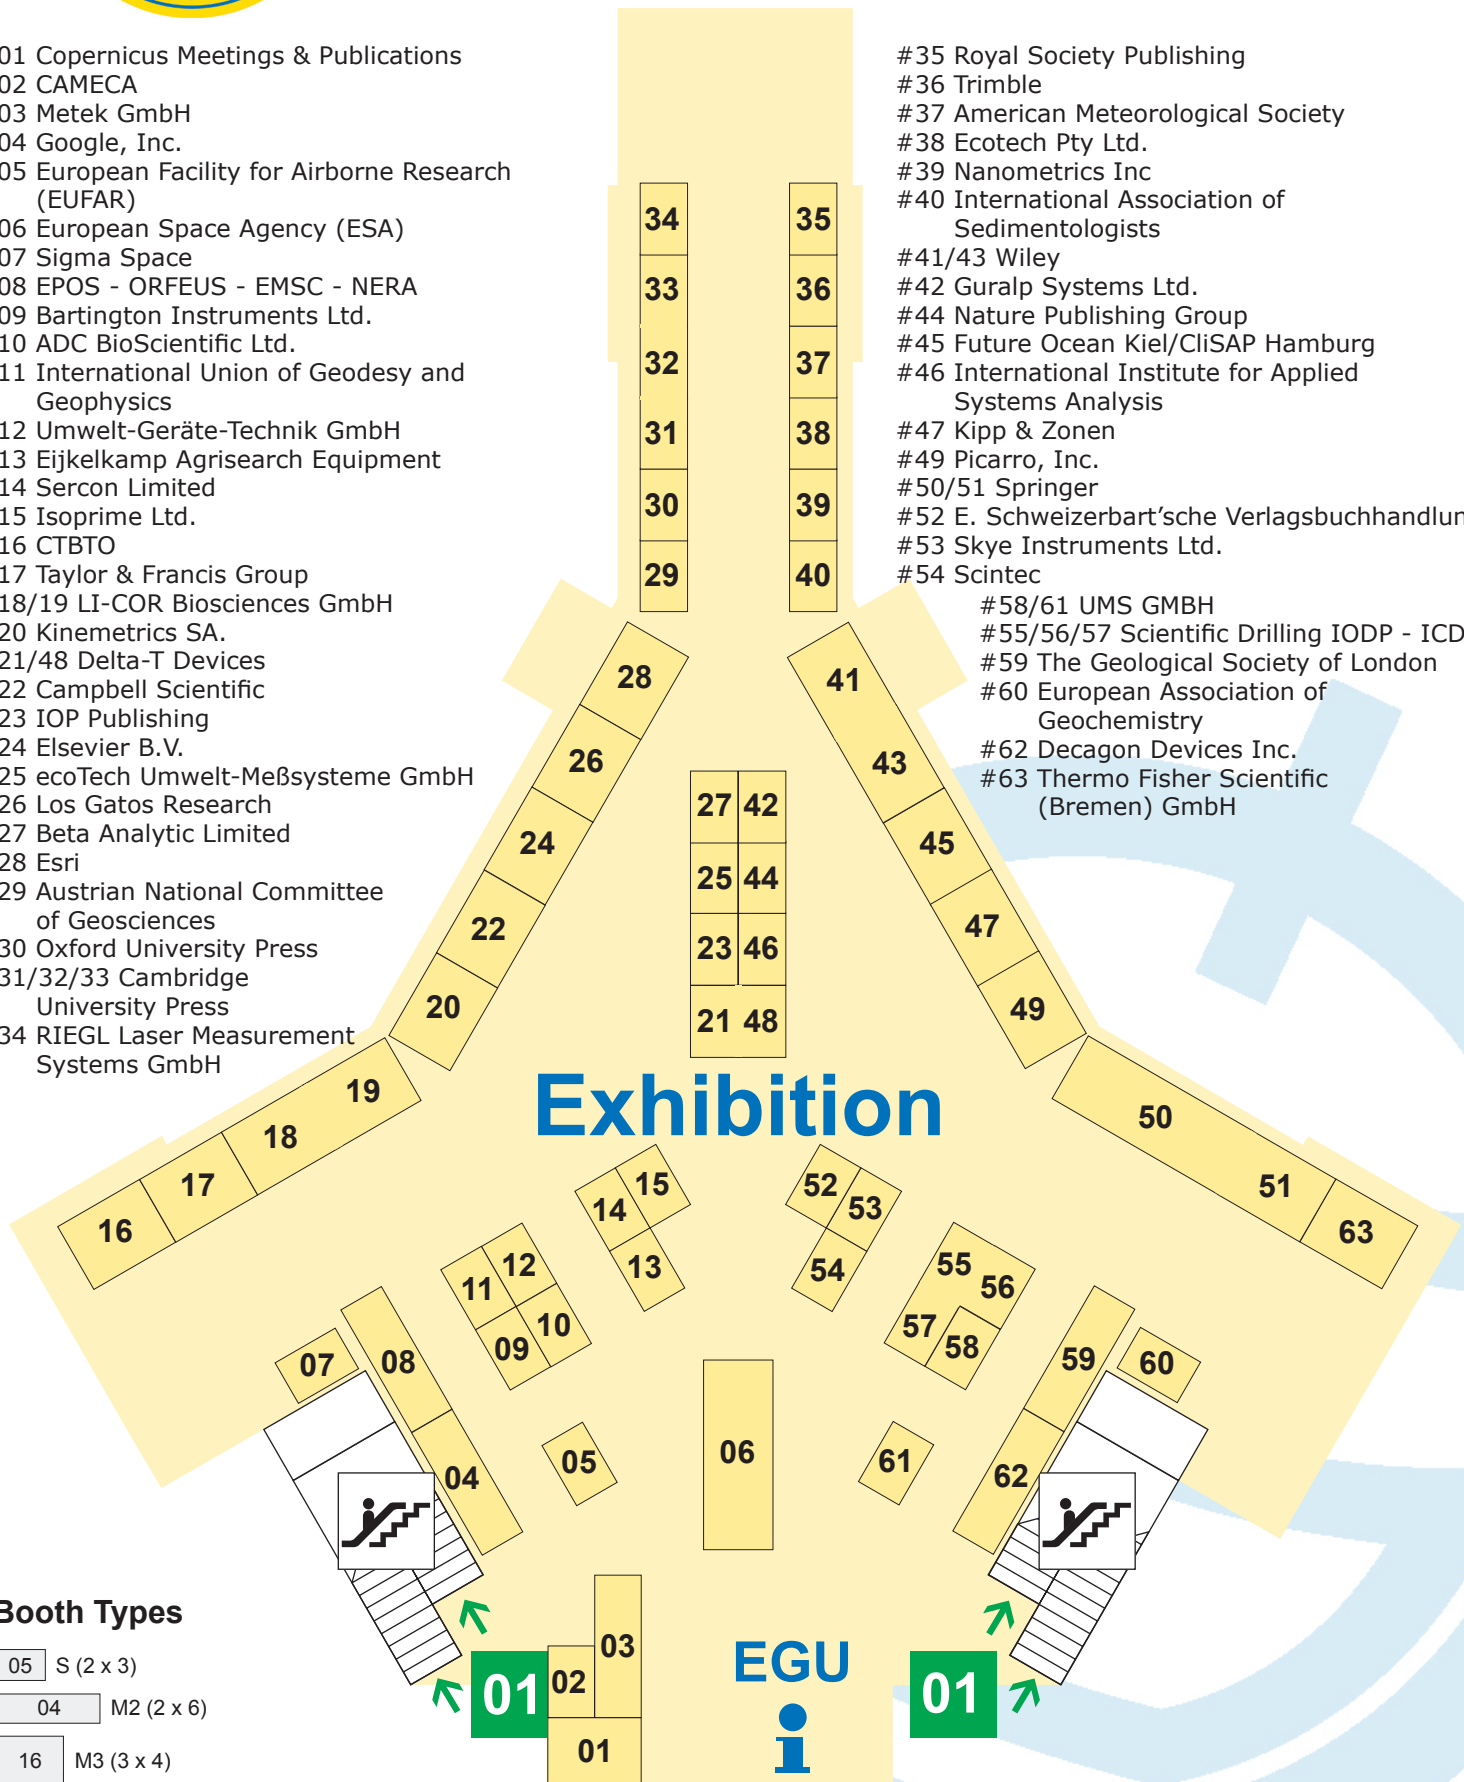 01 Copernicus Meetings & Publications
02 CAMECA
03 Metek GmbH
04 Google, Inc.
05 European Facility for Airborne Research
(EUFAR)
06 European Space Agency (ESA)
07 Sigma Space
08 EPOS - ORFEUS - EMSC - NERA
09 Bartington Instruments Ltd.
10 ADC BioScientific Ltd.
11 International Union of Geodesy and
Geophysics
12 Umwelt-Geräte-Technik GmbH
13 Eijkelkamp Agrisearch Equipment
14 Sercon Limited
15 Isoprime Ltd.
16 CTBTO
17 Taylor & Francis Group
18/19 LI-COR Biosciences GmbH
20 Kinemetrics SA.
21/48 Delta-T Devices
22 Campbell Scientific
23 IOP Publishing
24 Elsevier B.V.
25 ecoTech Umwelt-Meßsysteme GmbH
26 Los Gatos Research
27 Beta Analytic Limited
28 Esri
29 Austrian National Committee
of Geosciences
30 Oxford University Press
31/32/33 Cambridge
University Press
34 RIEGL Laser Measurement
Systems GmbH
#35 Royal Society Publishing
#36 Trimble
#37 American Meteorological Society
#38 Ecotech Pty Ltd.
#39 Nanometrics Inc
#40 International Association of
Sedimentologists
#41/43 Wiley
#42 Guralp Systems Ltd.
#44 Nature Publishing Group
#45 Future Ocean Kiel/CliSAP Hamburg
#46 International Institute for Applied
Systems Analysis
#47 Kipp & Zonen
#49 Picarro, Inc.
#50/51 Springer
#52 E. Schweizerbart'sche Verlagsbuchhandlun
#53 Skye Instruments Ltd.
#54 Scintec
#58/61 UMS GMBH
#55/56/57 Scientific Drilling IODP - ICD
#59 The Geological Society of London
#60 European Association of
Geochemistry
#62 Decagon Devices Inc.
#63 Thermo Fisher Scientific
(Bremen) GmbH
34 35
33 36
32 37
31 38
30 39
29 40
28 41
26 43
27 42
24 45
25 44
22 47
23 46
20 49
21 48
Exhibition
19 50
18
17 51
16 63
15 52
14 53
13 54
12 55
11 56
10 57
09 58
07 08 59 60
05 06 61
04 62
03
02
01 01
01
EGU
i
Booth Types
05 S (2 x 3)
04 M2 (2 x 6)
16 M3 (3 x 4)